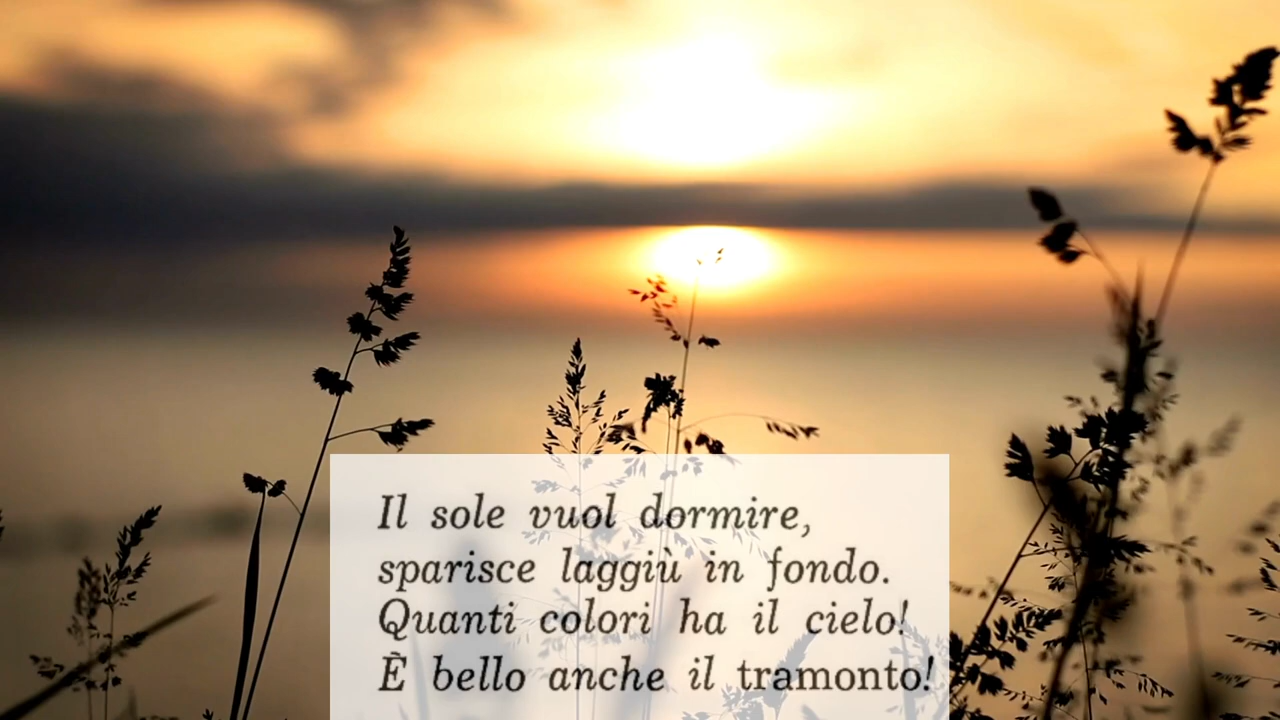 Il sole vuol dormire,
sparisce laggiù in fondo.
Quanti colori ha il cielo!
È bello anche il tramonto!